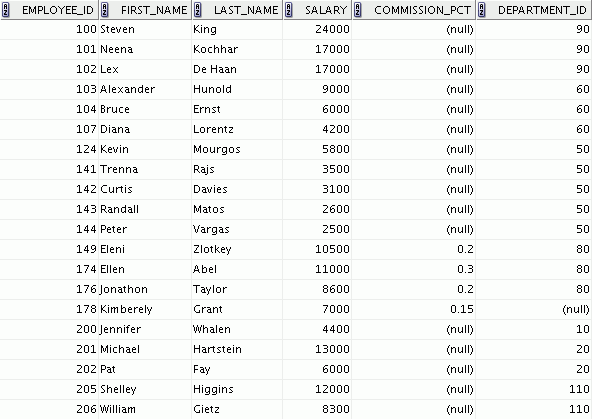 EMPLOYEE_ID FIRST_NAME LAST_NAME SALARY COMMISSION_PCT DEPARTMENT_ID
100 Steven King 24000 (null) 90
101 Neena Kochhar 17000 (null) 90
102 Lex De Haan 17000 (null) 90
103 Alexander Hunold 9000 (null) 60
104 Bruce Ernst 6000 (null) 60
107 Diana Lorentz 4200 (null) 60
124 Kevin Mourgos 5800 (null) 50
141 Trenna Rajs 3500 (null) 50
142 Curtis Davies 3100 (null) 50
143 Randall Matos 2600 (null) 50
144 Peter Vargas 2500 (null) 50
149 Eleni Zlotkey 10500 0.2 80
174 Ellen Abel 11000 0.3 80
176 Jonathon Taylor 8600 0.2 80
178 Kimberely Grant 7000 0.15 (null)
200 Jennifer Whalen 4400 (null) 10
201 Michael Hartstein 13000 (null) 20
202 Pat Fay 6000 (null) 20
205 Shelley Higgins 12000 (null) 110
206 William Gietz 8300 (null) 110